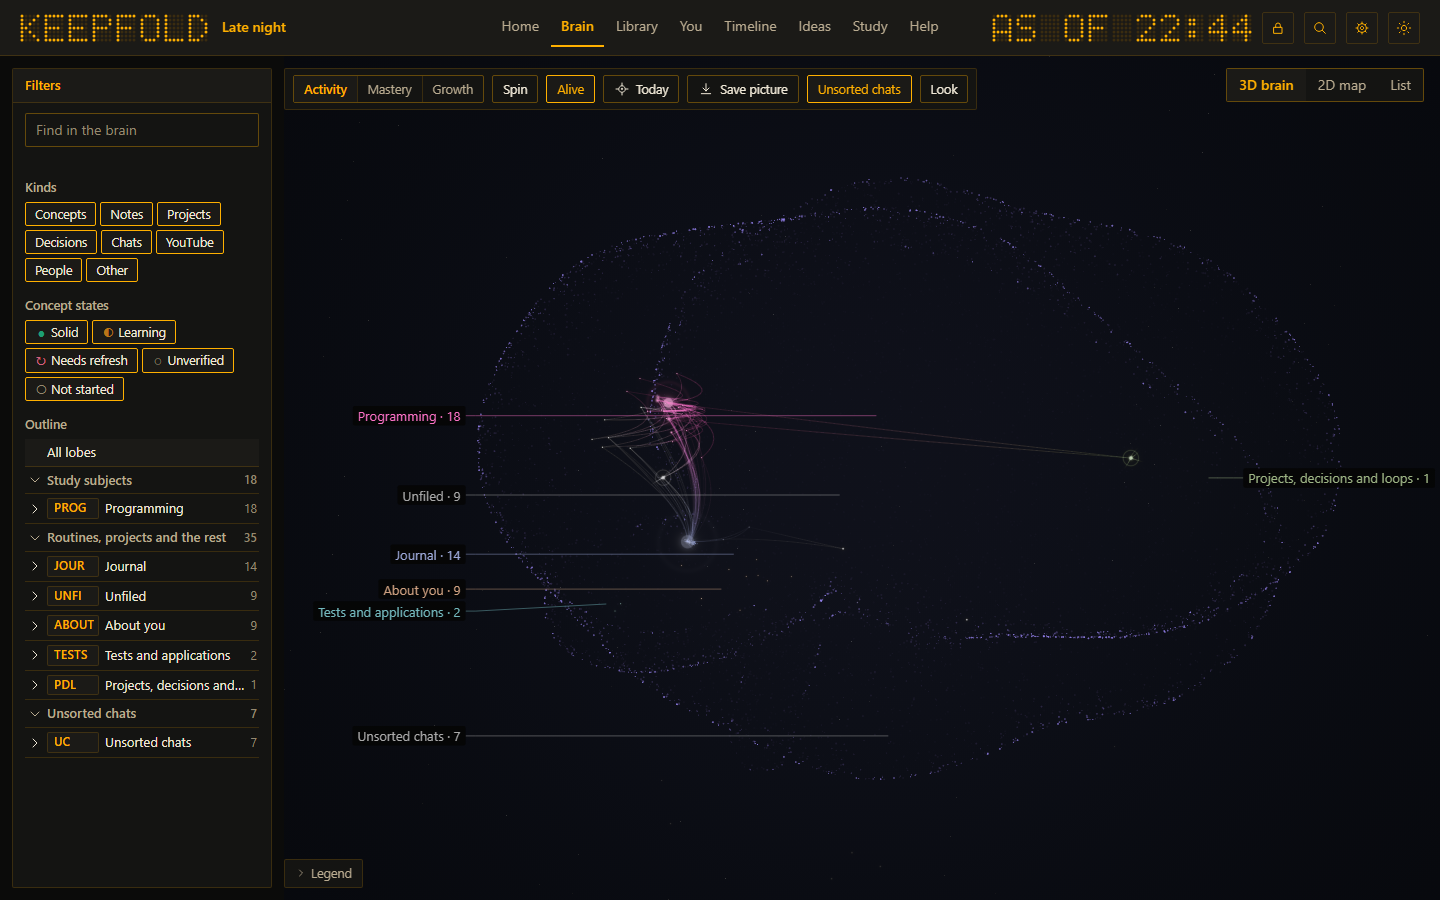 KEEPFOLD Late night Home Brain Library You Timeline Ideas Study Help AS OF 22:44
Filters
Find in the brain
Kinds
Concepts Notes Projects
Decisions Chats YouTube
People Other
Concept states
Solid Learning
Needs refresh Unverified
Not started
Outline
All lobes
Study subjects 18
PROG Programming 18
Routines, projects and the rest 35
JOUR Journal 14
UNFI Unfiled 9
ABOUT About you 9
TESTS Tests and applications 2
PDL Projects, decisions and... 1
Unsorted chats 7
UC Unsorted chats 7
Activity Mastery Growth Spin Alive Today Save picture Unsorted chats Look
3D brain 2D map List
Programming · 18
Projects, decisions and loops · 1
Unfiled · 9
Journal · 14
About you · 9
Tests and applications · 2
Unsorted chats · 7
Legend